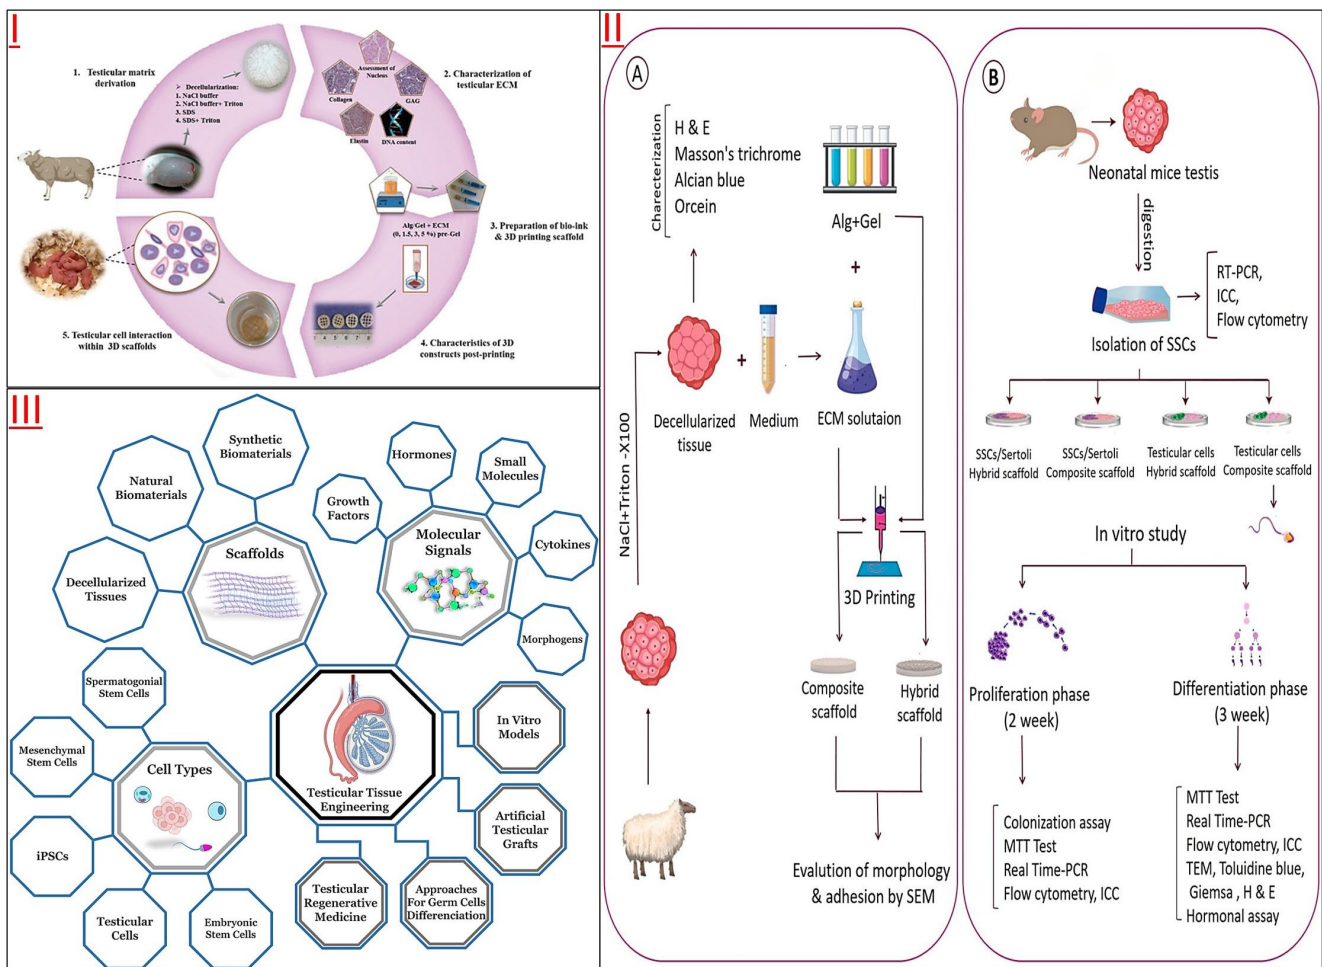 I
1. Testicular matrix
derivation
➢ Decellularization:
1. NaCl buffer
2. NaCl buffer+ Triton
3. SDS
4. SDS+ Triton
Assessment of
Nucleus
Collagen
GAG
Elastin
DNA content
2. Characterization of
testicular ECM
Alg/Gel + ECM
(0, 1.5, 3, 5 %) pre-Gel
3. Preparation of bio-ink
& 3D printing scaffold
4 5 6 7 8
4. Characteristics of 3D
constructs post-printing
5. Testicular cell interaction
within 3D scaffolds
II
A
Charecterization
H & E
Masson's trichrome
Alcian blue
Orcein
Alg+Gel
+
Decellularized
tissue
+
Medium
ECM solutaion
NaCl+Triton -X100
3D Printing
Composite
scaffold
Hybrid
scaffold
Evalution of morphology
& adhesion by SEM
B
Neonatal mice testis
digestion
RT-PCR,
ICC,
Flow cytometry
Isolation of SSCs
SSCs/Sertoli
Hybrid scaffold
SSCs/Sertoli
Composite scaffold
Testicular cells
Hybrid scaffold
Testicular cells
Composite scaffold
In vitro study
Proliferation phase
(2 week)
Differentiation phase
(3 week)
Colonization assay
MTT Test
Real Time-PCR
Flow cytometry, ICC
MTT Test
Real Time-PCR
Flow cytometry, ICC
TEM, Toluidine blue,
Giemsa , H & E
Hormonal assay
III
Synthetic
Biomaterials
Natural
Biomaterials
Decellularized
Tissues
Scaffolds
Hormones
Small
Molecules
Growth
Factors
Molecular
Signals
Cytokines
Morphogens
Spermatogonial
Stem Cells
Mesenchymal
Stem Cells
Cell Types
iPSCs
Testicular
Cells
Embryonic
Stem Cells
Testicular Tissue
Engineering
In Vitro
Models
Artificial
Testicular
Grafts
Testicular
Regenerative
Medicine
Approaches
For Germ Cells
Differenciation